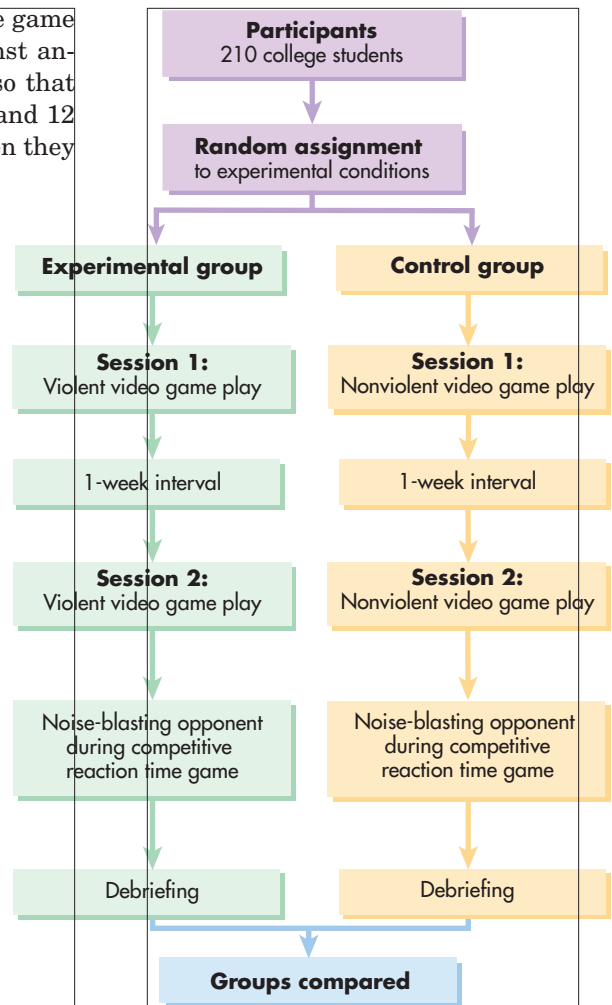 e game
nst an-
so that
and 12
en they
Participants
210 college students
Random assignment
to experimental conditions
Experimental group
Control group
Session 1:
Violent video game play
Session 1:
Nonviolent video game play
1-week interval
1-week interval
Session 2:
Violent video game play
Session 2:
Nonviolent video game play
Noise-blasting opponent
during competitive
reaction time game
Noise-blasting opponent
during competitive
reaction time game
Debriefing
Debriefing
Groups compared